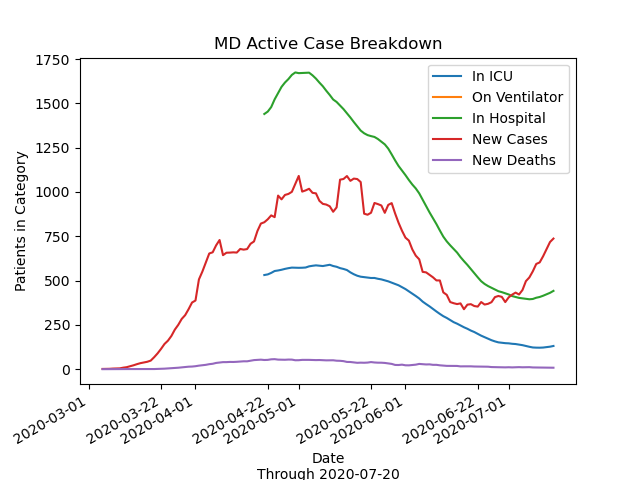 MD Active Case Breakdown
Patients in Category
1750
1500
1250
1000
750
500
250
0
In ICU
On Ventilator
In Hospital
New Cases
New Deaths
2020-03-01
2020-03-22
2020-04-01
2020-04-22
2020-05-01
2020-05-22
2020-06-01
2020-06-22
2020-07-01
Date
Through 2020-07-20